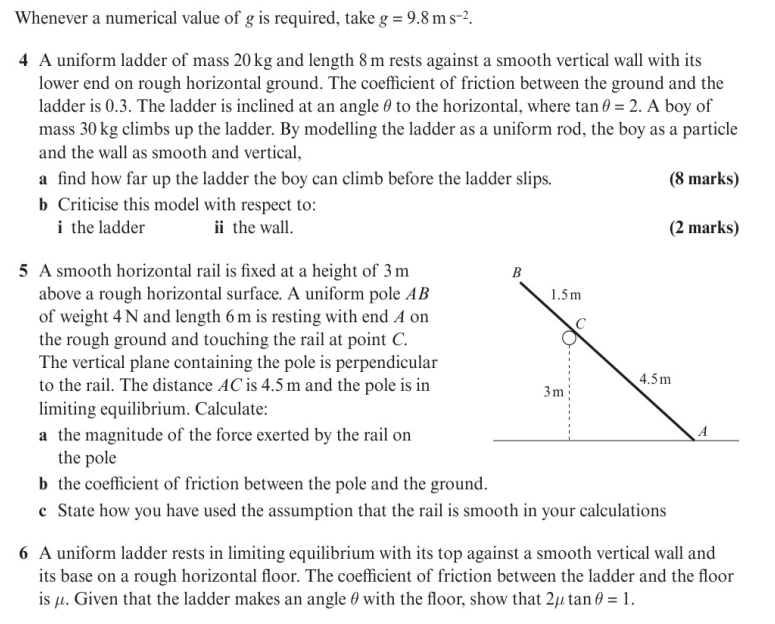 Whenever a numerical value of g is required, take g = 9.8 m s⁻².
4 A uniform ladder of mass 20 kg and length 8 m rests against a smooth vertical wall with its
lower end on rough horizontal ground. The coefficient of friction between the ground and the
ladder is 0.3. The ladder is inclined at an angle θ to the horizontal, where tan θ = 2. A boy of
mass 30 kg climbs up the ladder. By modelling the ladder as a uniform rod, the boy as a particle
and the wall as smooth and vertical,
a find how far up the ladder the boy can climb before the ladder slips. (8 marks)
b Criticise this model with respect to:
i the ladder ii the wall. (2 marks)
5 A smooth horizontal rail is fixed at a height of 3 m
above a rough horizontal surface. A uniform pole AB
of weight 4 N and length 6 m is resting with end A on
the rough ground and touching the rail at point C.
The vertical plane containing the pole is perpendicular
to the rail. The distance AC is 4.5 m and the pole is in
limiting equilibrium. Calculate:
a the magnitude of the force exerted by the rail on
the pole
b the coefficient of friction between the pole and the ground.
c State how you have used the assumption that the rail is smooth in your calculations
B
1.5 m
C
4.5 m
3 m
A
6 A uniform ladder rests in limiting equilibrium with its top against a smooth vertical wall and
its base on a rough horizontal floor. The coefficient of friction between the ladder and the floor
is μ. Given that the ladder makes an angle θ with the floor, show that 2μ tan θ = 1.